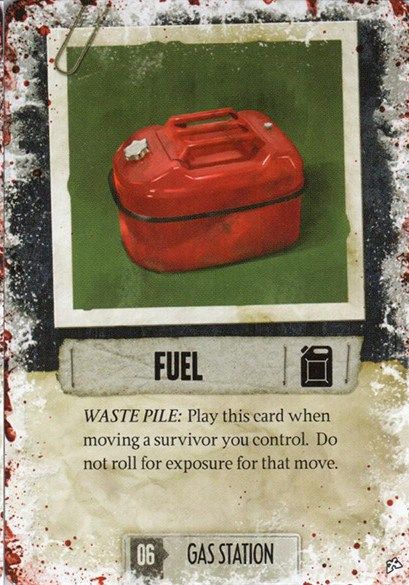 FUEL
WASTE PILE: Play this card when
moving a survivor you control. Do
not roll for exposure for that move.
06 GAS STATION